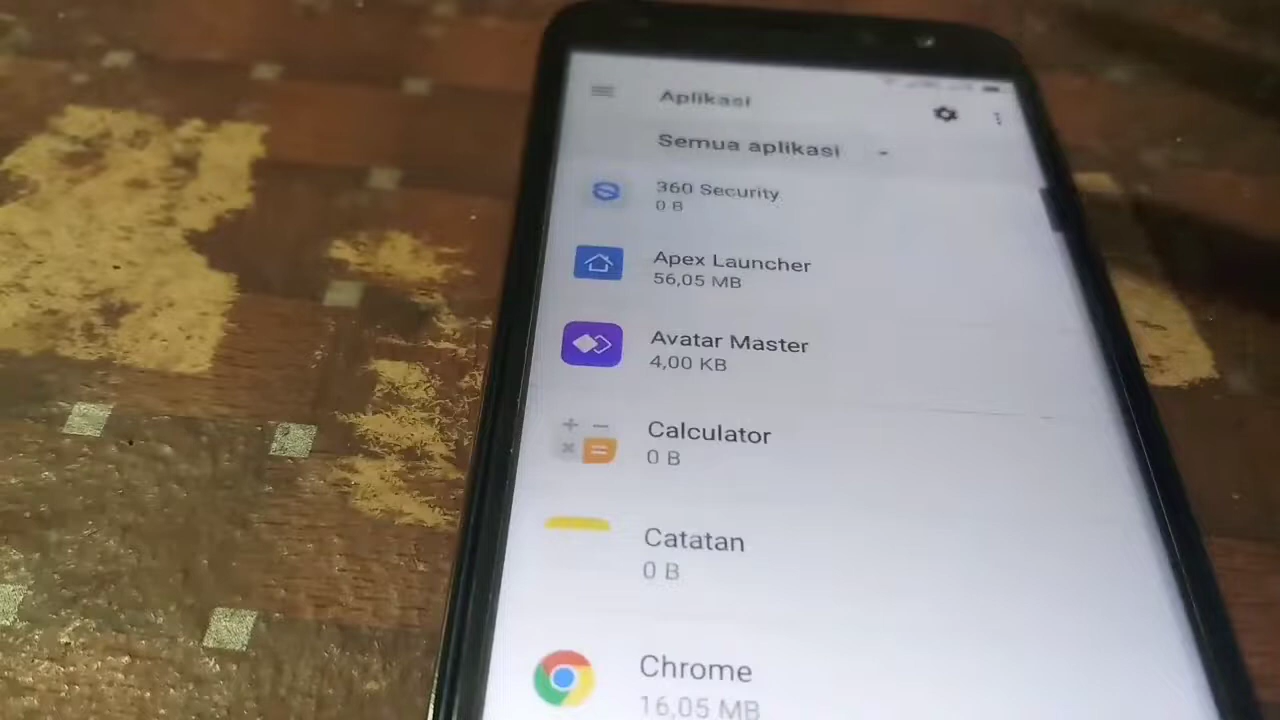 Aplikasi
Semua aplikasi
360 Security
0 B
Apex Launcher
56,05 MB
Avatar Master
4,00 KB
Calculator
0 B
Catatan
0 B
Chrome
16,05 MB